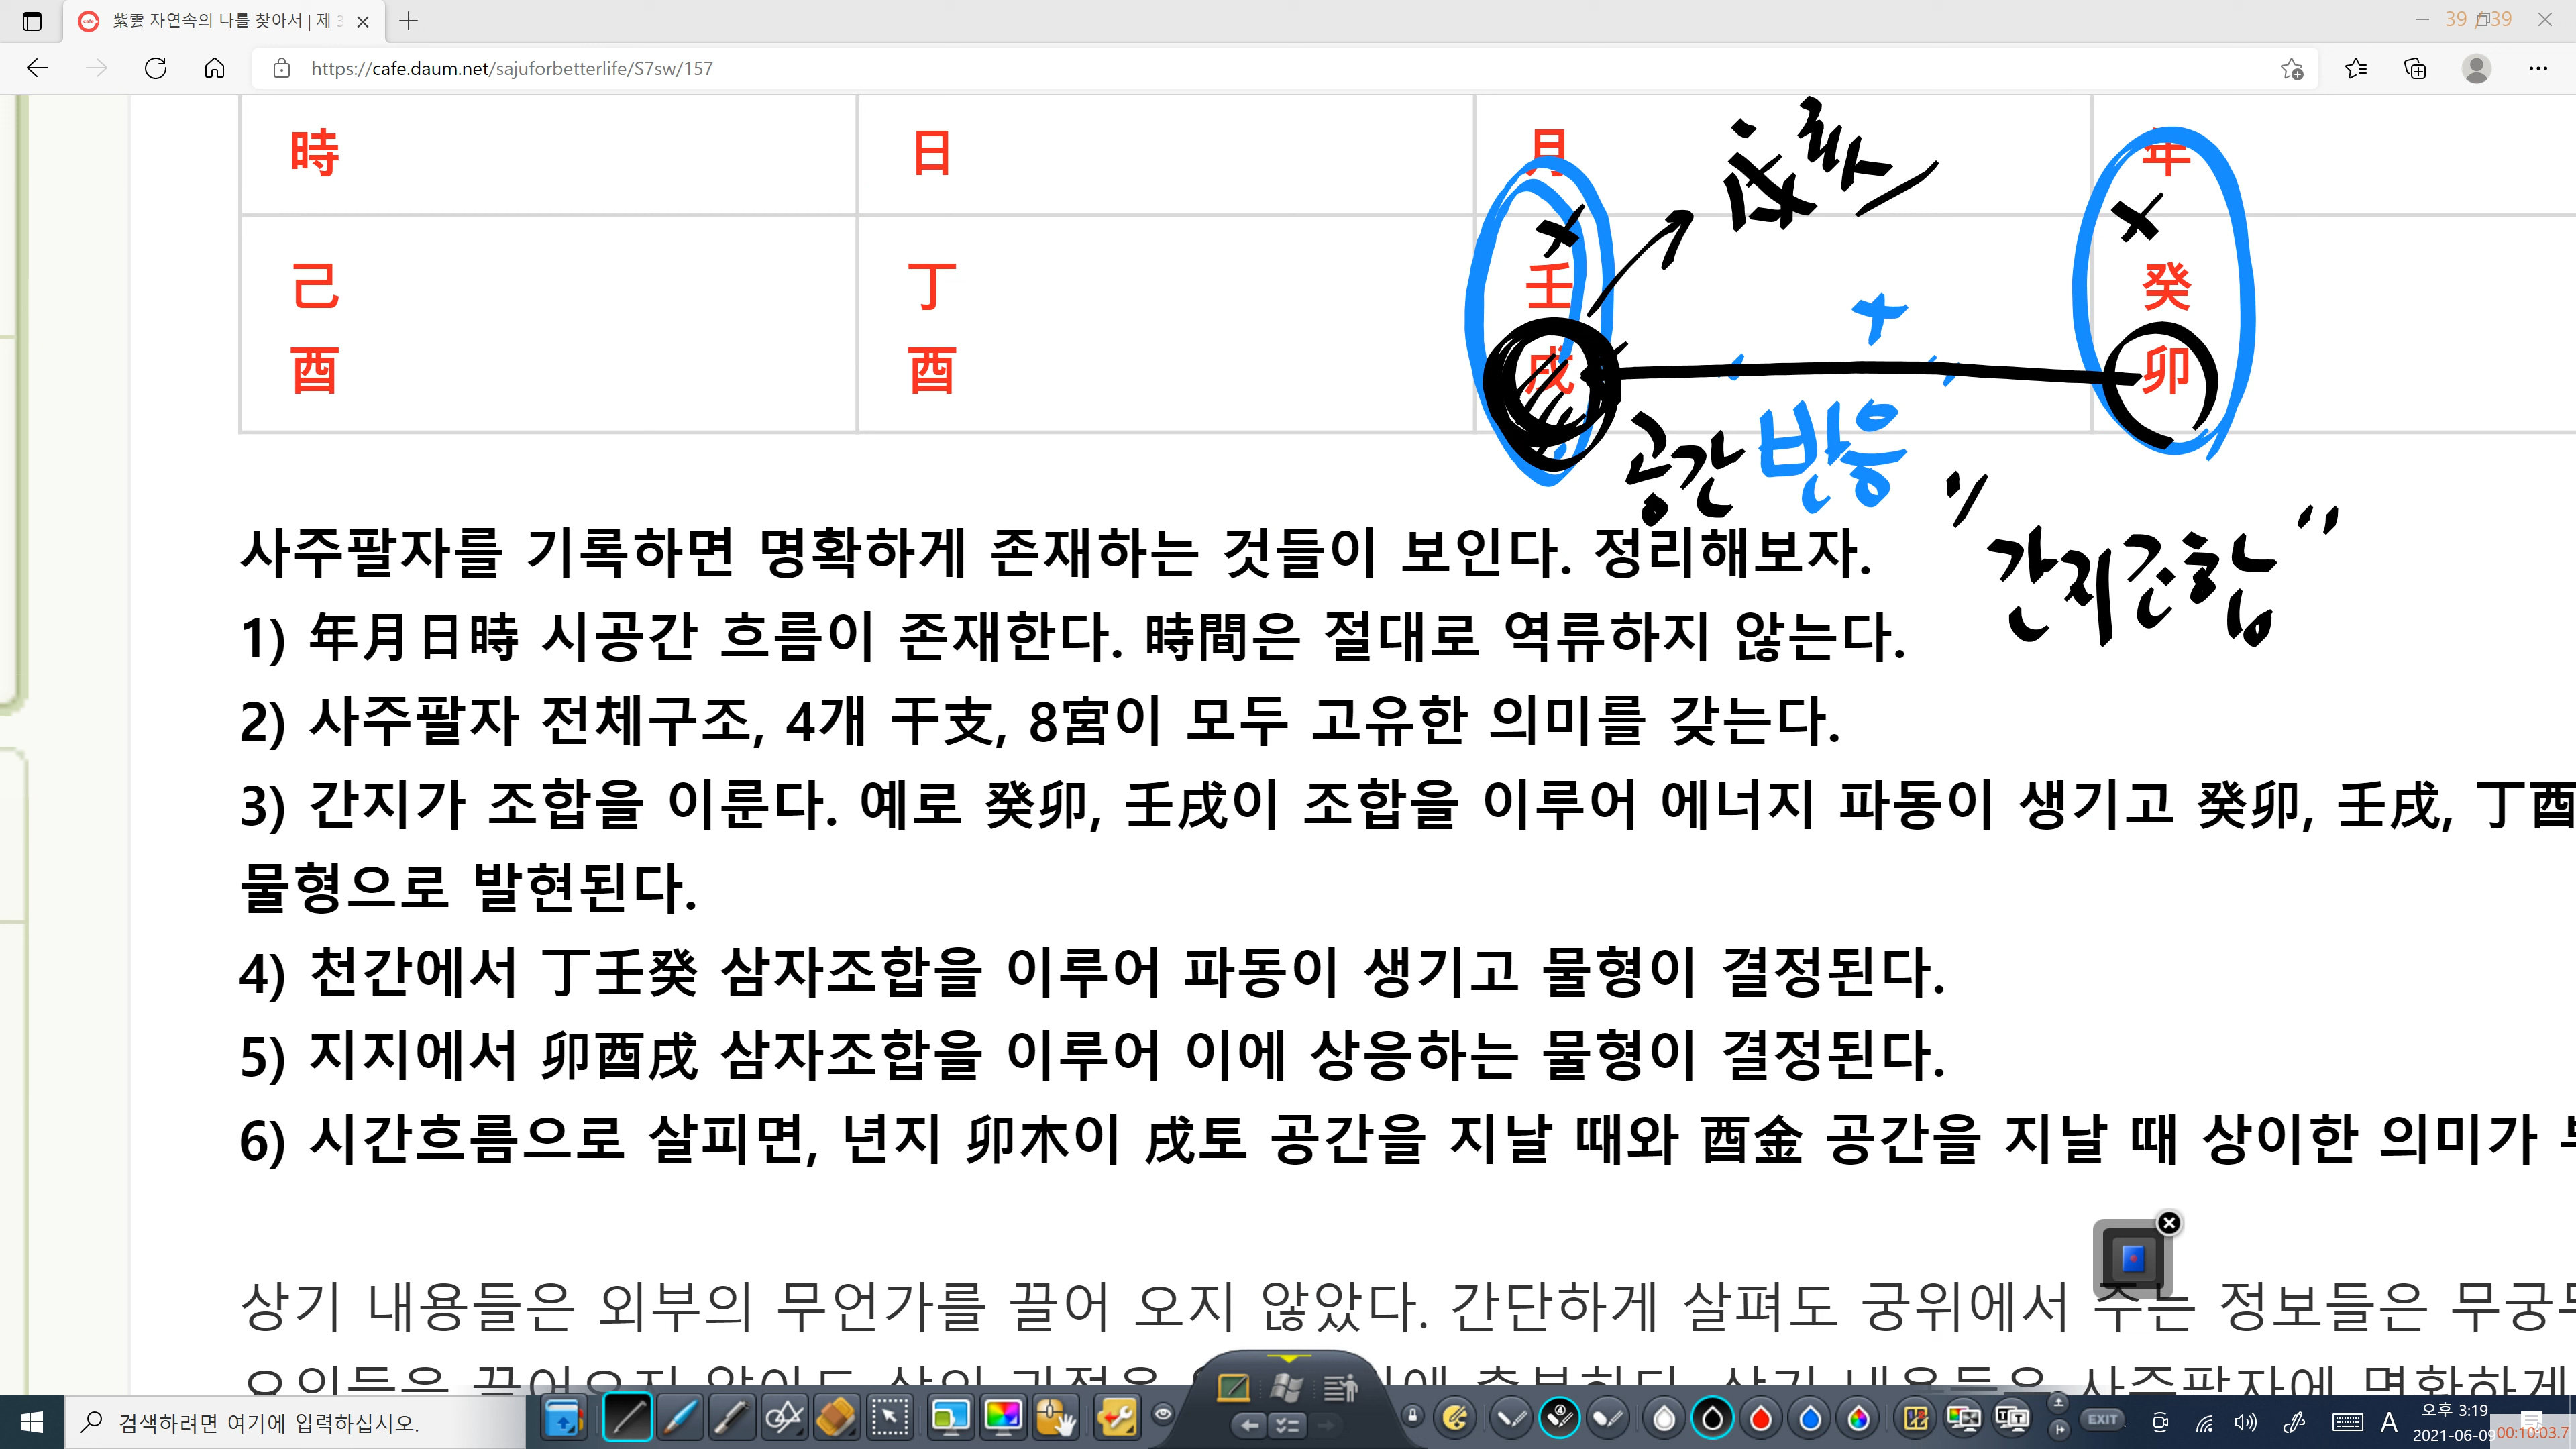 紫雲 자연속의 나를 찾아서 | 제 3
39 / 39
https://cafe.daum.net/sajuforbetterlife/S7sw/157
時 日 月 年
己 丁 壬 癸
酉 酉 戌 卯
공간 반응
"간지조합"
사주팔자를 기록하면 명확하게 존재하는 것들이 보인다. 정리해보자.
1) 年月日時 시공간 흐름이 존재한다. 時間은 절대로 역류하지 않는다.
2) 사주팔자 전체구조, 4개 干支, 8宮이 모두 고유한 의미를 갖는다.
3) 간지가 조합을 이룬다. 예로 癸卯, 壬戌이 조합을 이루어 에너지 파동이 생기고 癸卯, 壬戌, 丁酉
물형으로 발현된다.
4) 천간에서 丁壬癸 삼자조합을 이루어 파동이 생기고 물형이 결정된다.
5) 지지에서 卯酉戌 삼자조합을 이루어 이에 상응하는 물형이 결정된다.
6) 시간흐름으로 살피면, 년지 卯木이 戌토 공간을 지날 때와 酉金 공간을 지날 때 상이한 의미가
상기 내용들은 외부의 무언가를 끌어 오지 않았다. 간단하게 살펴도 궁위에서 주는 정보들은
검색하려면 여기에 입력하십시오.
EXIT
A
오후 3:19
2021-06-09
00:10:03.7